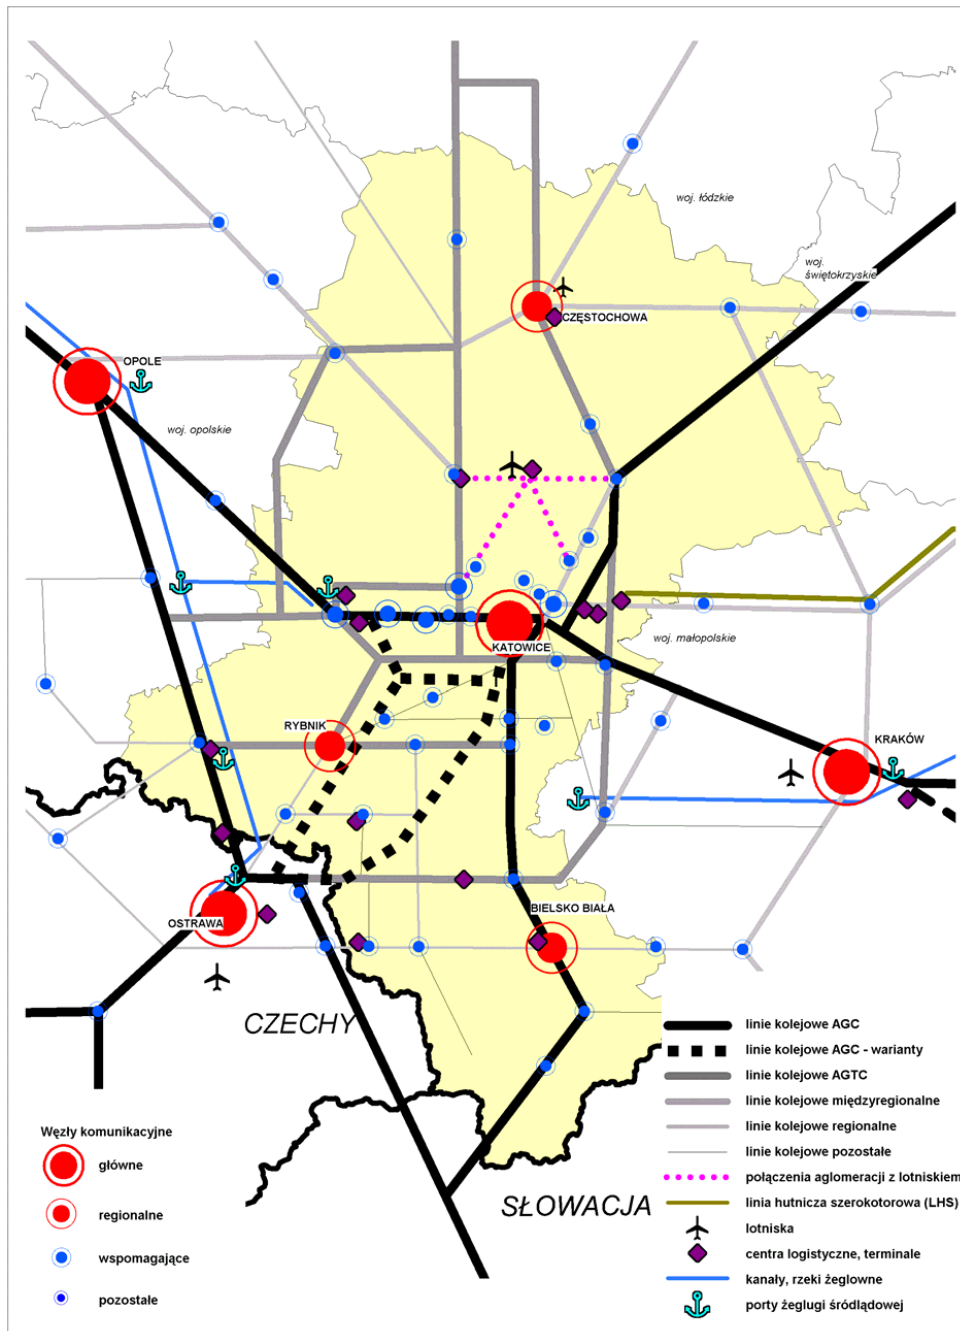 woj. łódzkie
woj.
świętokrzyskie
CZĘSTOCHOWA
OPOLE
woj. opolskie
woj. małopolskie
KATOWICE
RYBNIK
KRAKÓW
BIELSKO BIAŁA
OSTRAWA
CZECHY
SŁOWACJA
Węzły komunikacyjne
główne
regionalne
wspomagające
pozostałe
linie kolejowe AGC
linie kolejowe AGC - warianty
linie kolejowe AGTC
linie kolejowe międzyregionalne
linie kolejowe regionalne
linie kolejowe pozostałe
połączenia aglomeracji z lotniskiem
linia hutnicza szerokotorowa (LHS)
lotniska
centra logistyczne, terminale
kanały, rzeki żeglowne
porty żeglugi śródlądowej